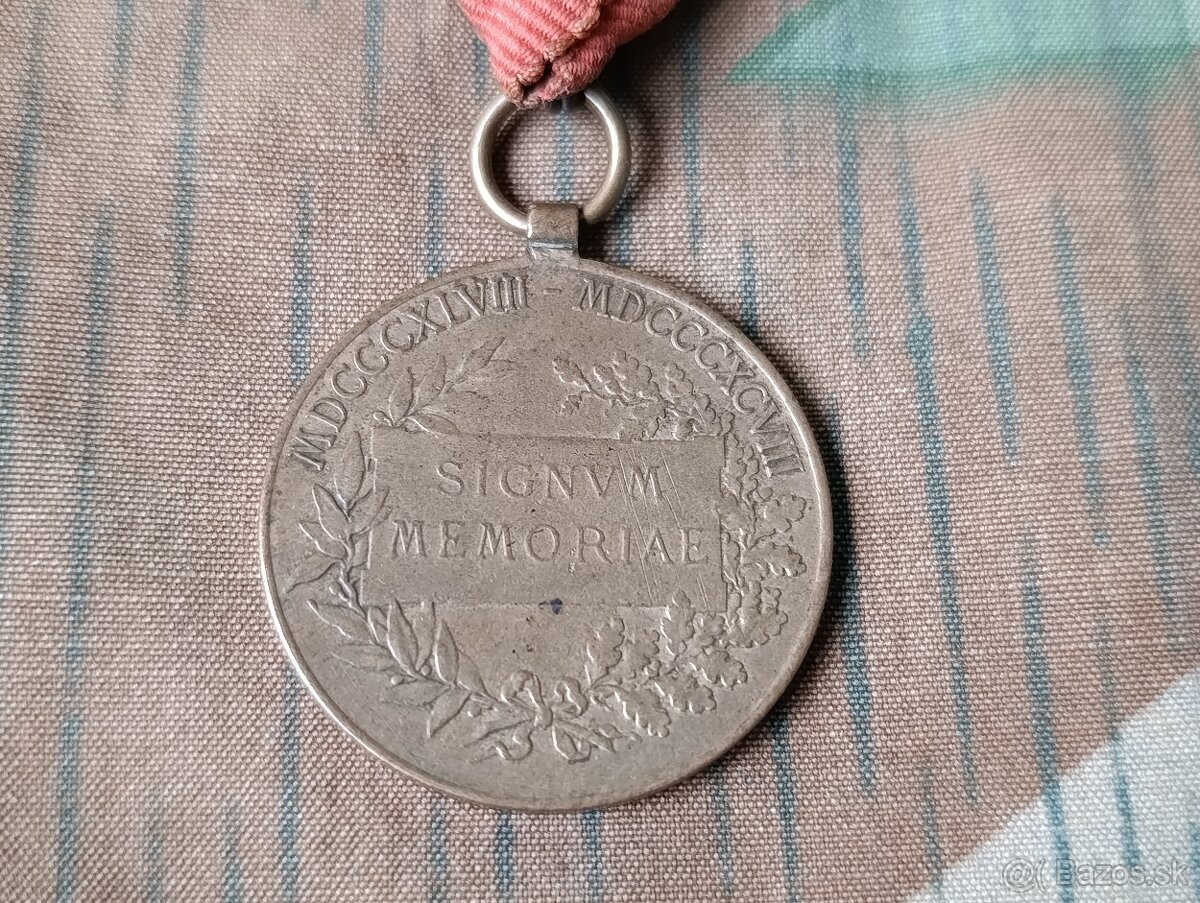 MDCCCXLVIII - MDCCCXCVIII
SIGNVM
MEMORIAE
@( Bazos.sk